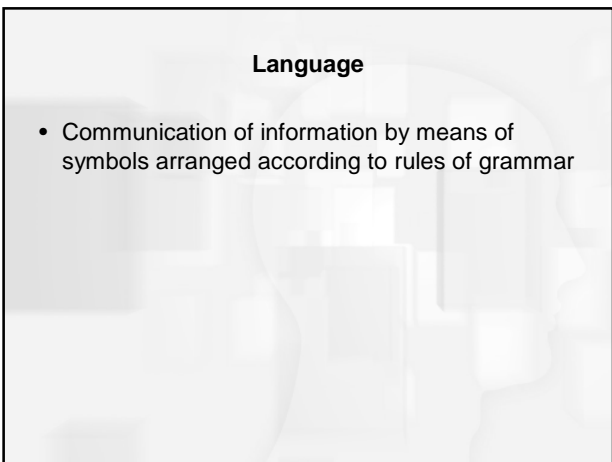 Language
• Communication of information by means of
symbols arranged according to rules of grammar